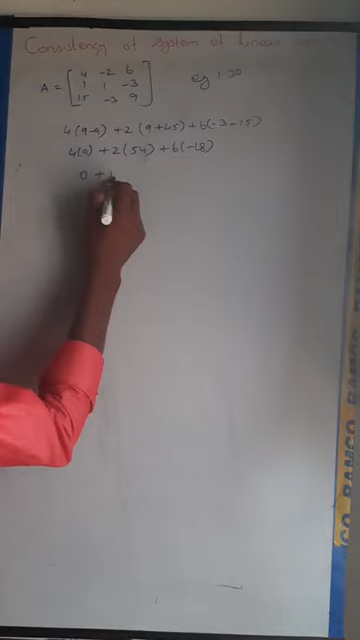 Consistency of system of Linear
A = [ 4 -2 6
1 1 -3
15 -3 9 ]
eg 1.30
4(9-9) + 2(9+45) + 6(-3-15)
4(0) + 2(54) + 6(-18)
0 +